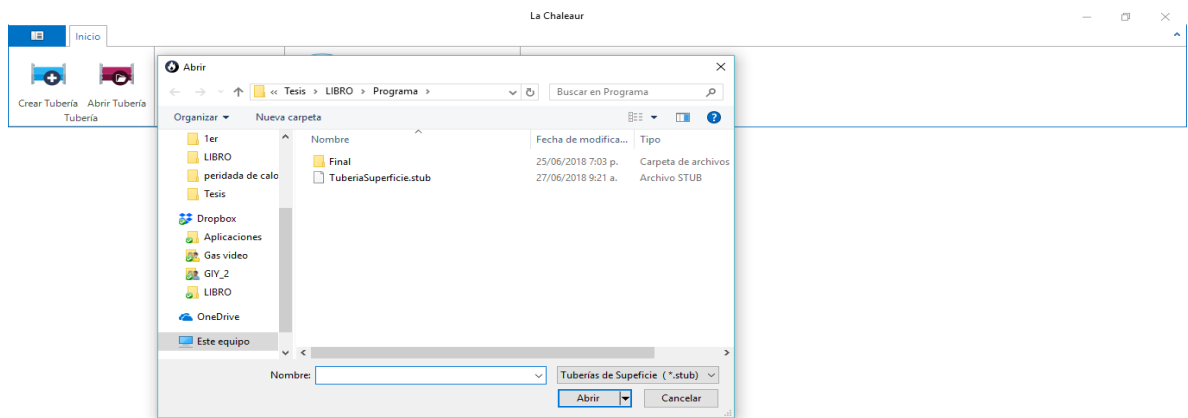 La Chaleaur
Inicio
Crear Tubería Abrir Tubería
Tubería
Abrir
« Tesis › LIBRO › Programa ›
Buscar en Programa
Organizar
Nueva carpeta
Nombre
Fecha de modifica...
Tipo
1er
LIBRO
peridada de calo
Tesis
Dropbox
Aplicaciones
Gas video
GIY_2
LIBRO
OneDrive
Este equipo
Final 25/06/2018 7:03 p. Carpeta de archivos
TuberiaSuperficie.stub 27/06/2018 9:21 a. Archivo STUB
Nombre:
Tuberías de Supeficie (*.stub)
Abrir
Cancelar